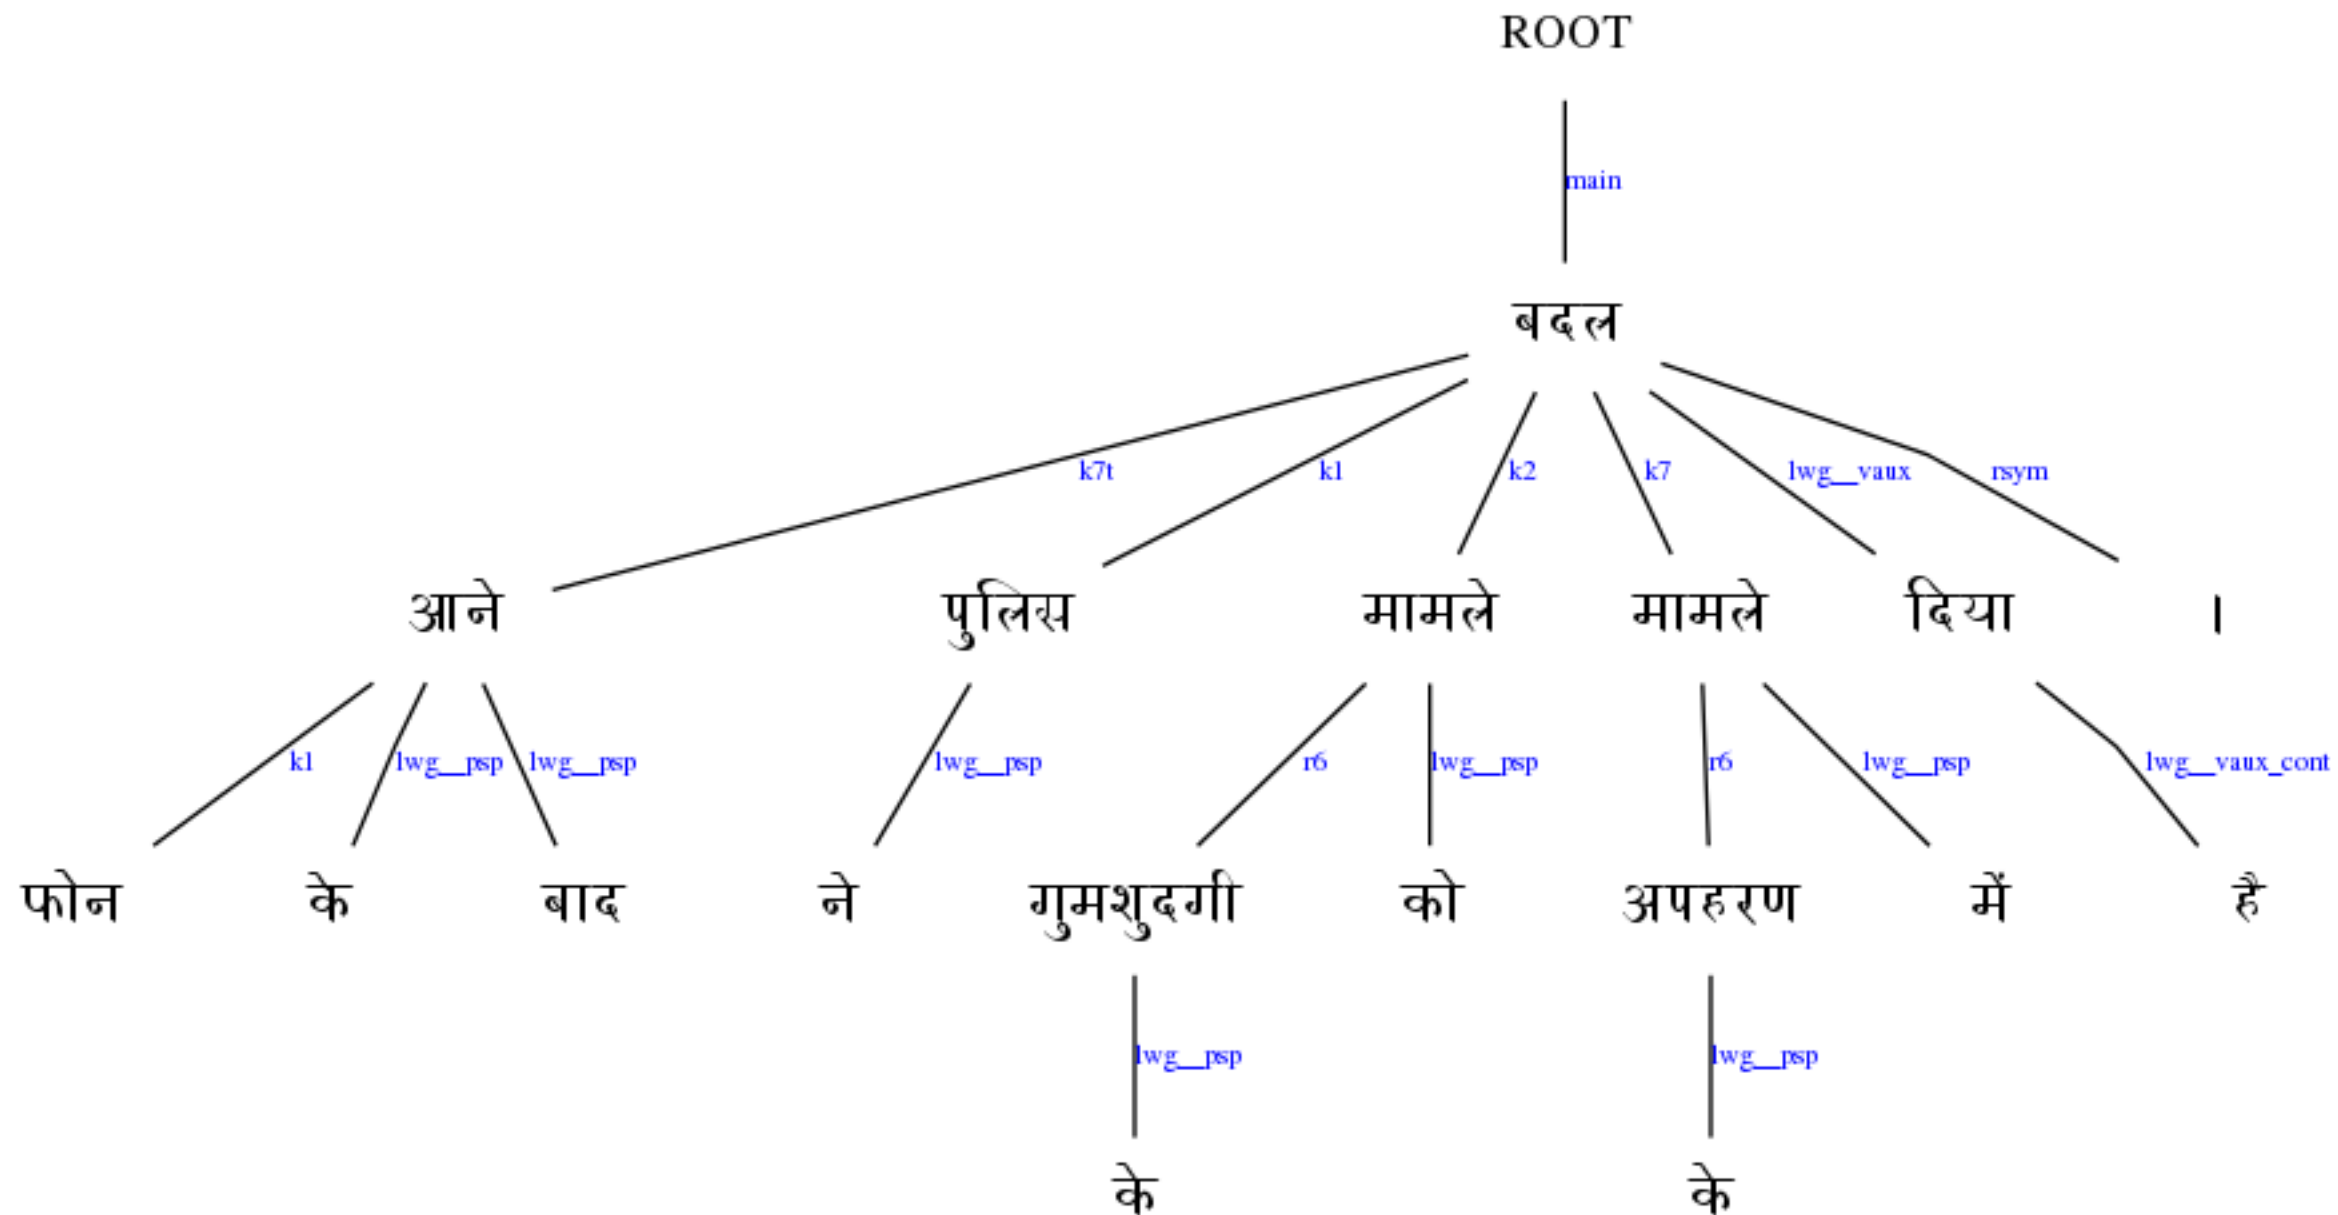 ROOT
main
बदल
k7t k1 k2 k7 lwg__vaux rsym
आने पुलिस मामले मामले दिया ।
k1 lwg__psp lwg__psp lwg__psp r6 lwg__psp r6 lwg__psp lwg__vaux_cont
फोन के बाद ने गुमशुदगी को अपहरण में है
lwg__psp lwg__psp
के के